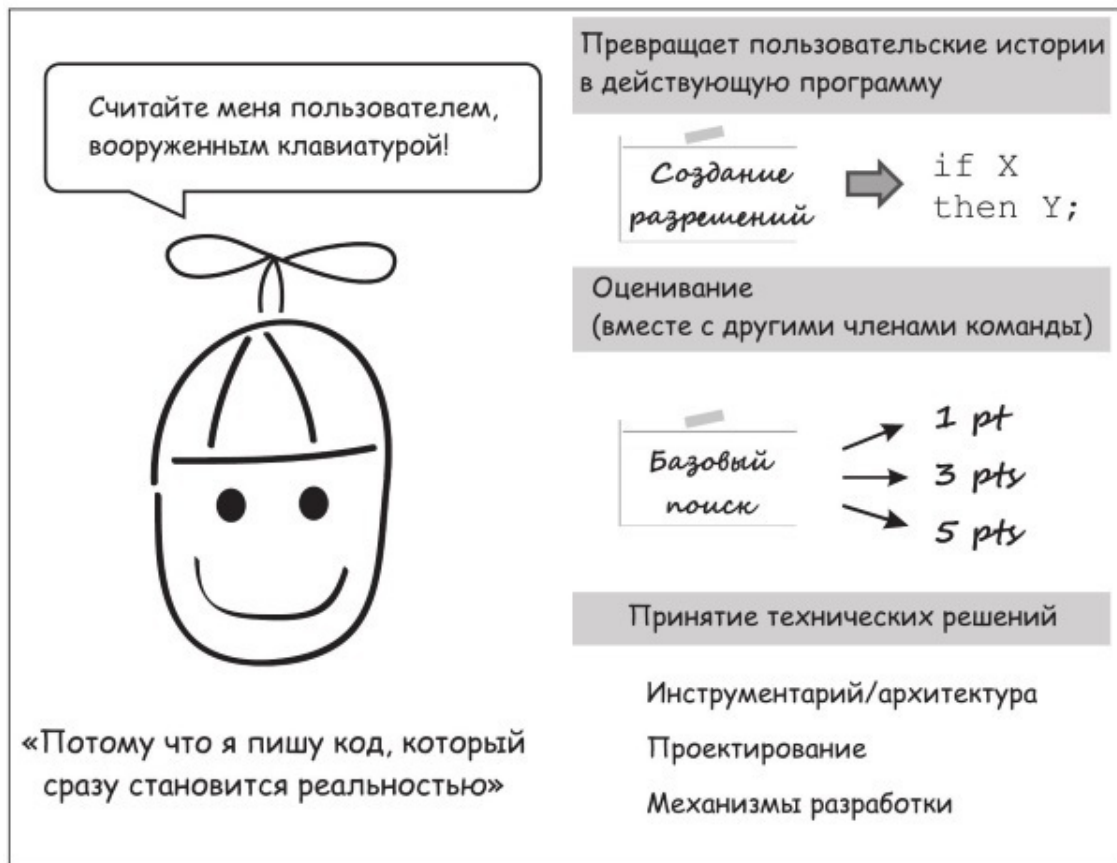 Считайте меня пользователем,
вооруженным клавиатурой!
«Потому что я пишу код, который
сразу становится реальностью»
Превращает пользовательские истории
в действующую программу
Создание
разрешений
if X
then Y;
Оценивание
(вместе с другими членами команды)
Базовый
поиск
1 pt
3 pts
5 pts
Принятие технических решений
Инструментарий/архитектура
Проектирование
Механизмы разработки